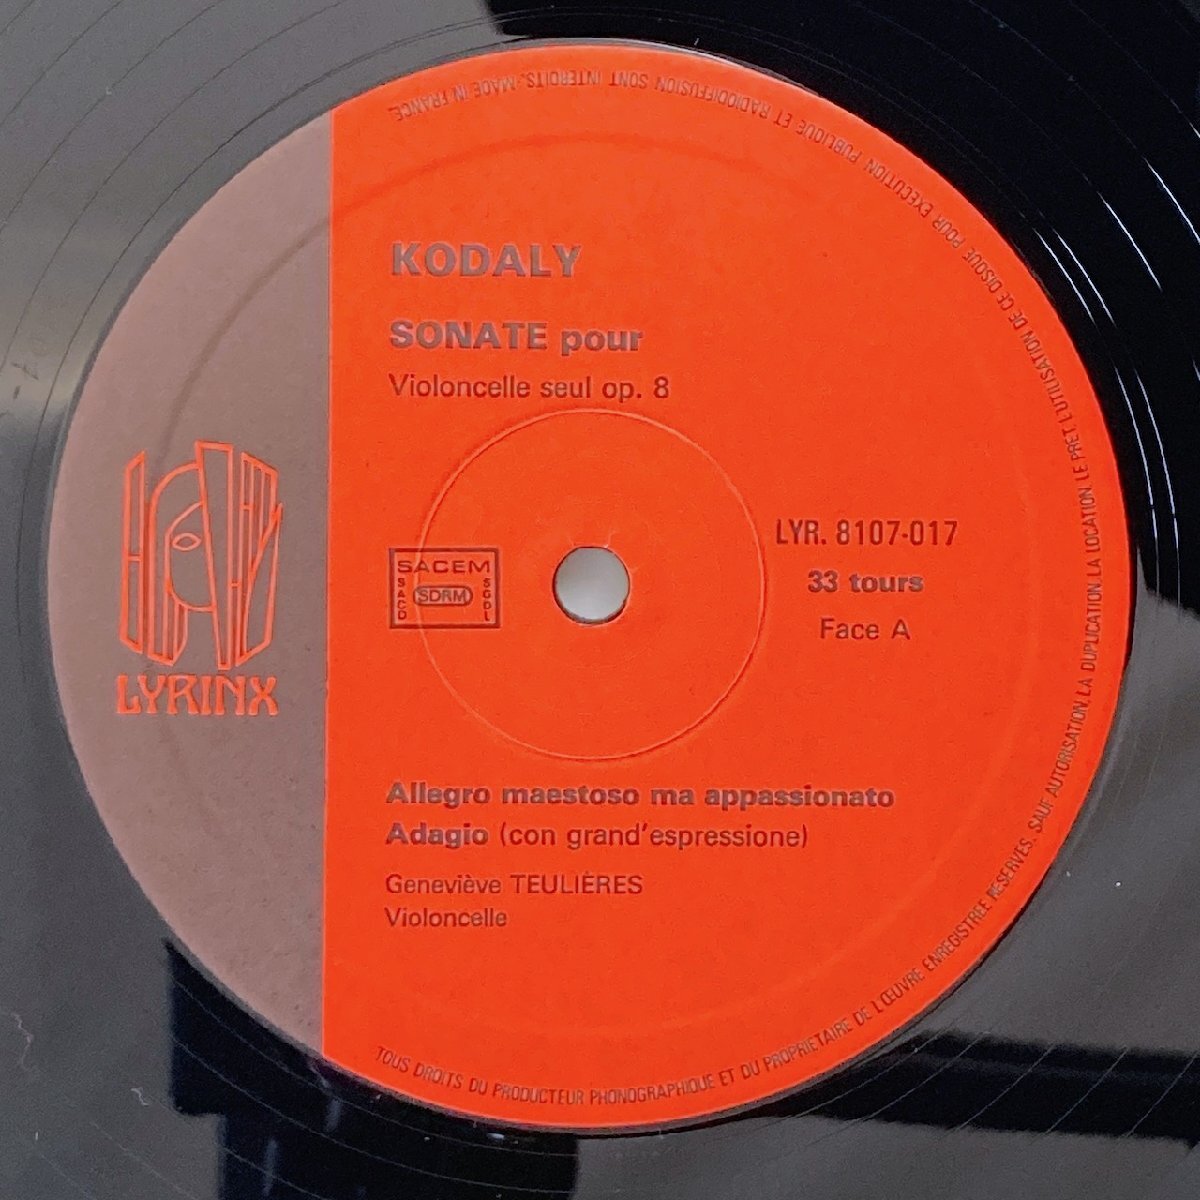 KODALY
SONATE pour
Violoncelle seul op. 8
LYRINX
SACEM
SACD
SDRM
SGDL
LYR. 8107-017
33 tours
Face A
Allegro maestoso ma appassionato
Adagio (con grand'espressione)
Geneviève TEULIÈRES
Violoncelle
TOUS DROITS DU PRODUCTEUR PHONOGRAPHIQUE ET DU PROPRIETAIRE DE L'ŒUVRE ENREGISTREE RESERVES. SAUF AUTORISATION, LA DUPLICATION, LA LOCATION, LE PRET, L'UTILISATION DE CE DISQUE POUR EXECUTION PUBLIQUE ET RADIODIFFUSION SONT INTERDITS. MADE IN FRANCE.